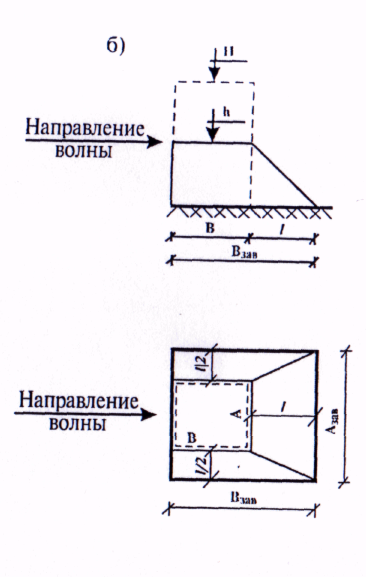 б)
H
h
Направление
волны
B
l
Bзав
Направление
волны
l/2
A
l
Aзав
B
l/2
Bзав